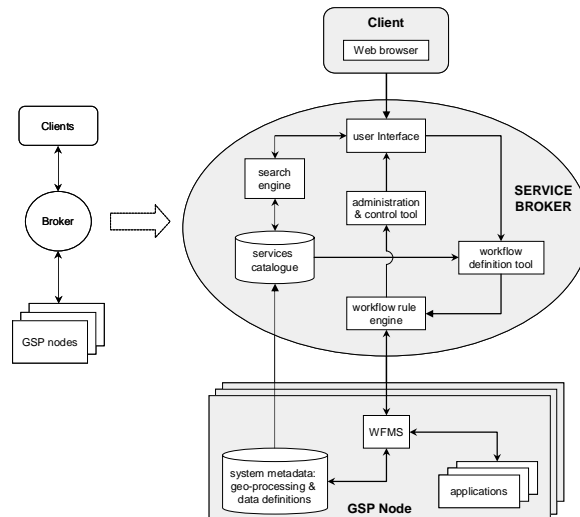 Client
Web browser
Clients
Broker
GSP nodes
user Interface
search
engine
SERVICE
BROKER
administration
& control tool
services
catalogue
workflow
definition tool
workflow rule
engine
WFMS
system metadata:
geo-processing &
data definitions
applications
GSP Node